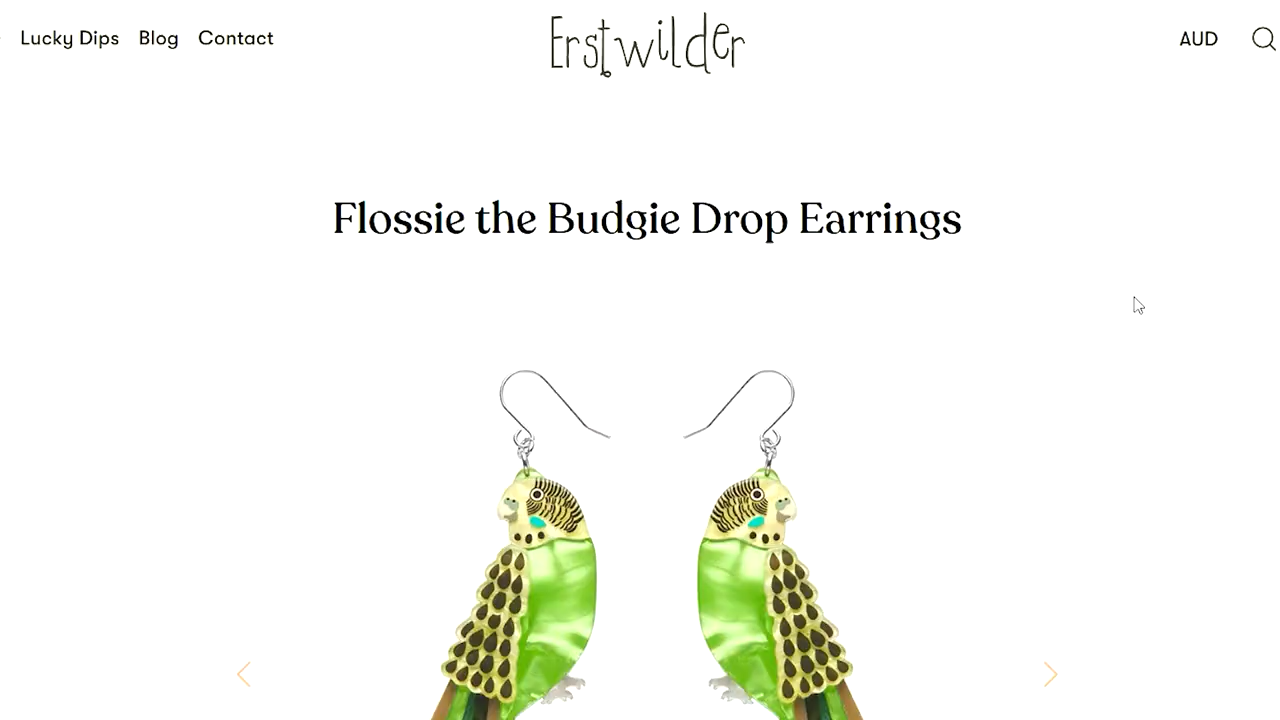 Lucky Dips Blog Contact
Erstwilder
AUD
Flossie the Budgie Drop Earrings